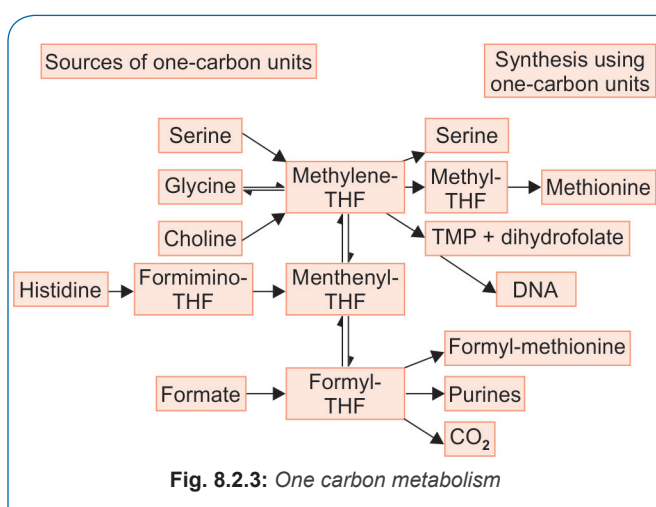 Sources of one-carbon units
Synthesis using
one-carbon units
Serine
Serine
Glycine
Methylene-
THF
Methyl-
THF
Methionine
Choline
TMP + dihydrofolate
Histidine
Formimino-
THF
Menthenyl-
THF
DNA
Formyl-methionine
Formate
Formyl-
THF
Purines
CO₂
Fig. 8.2.3: One carbon metabolism